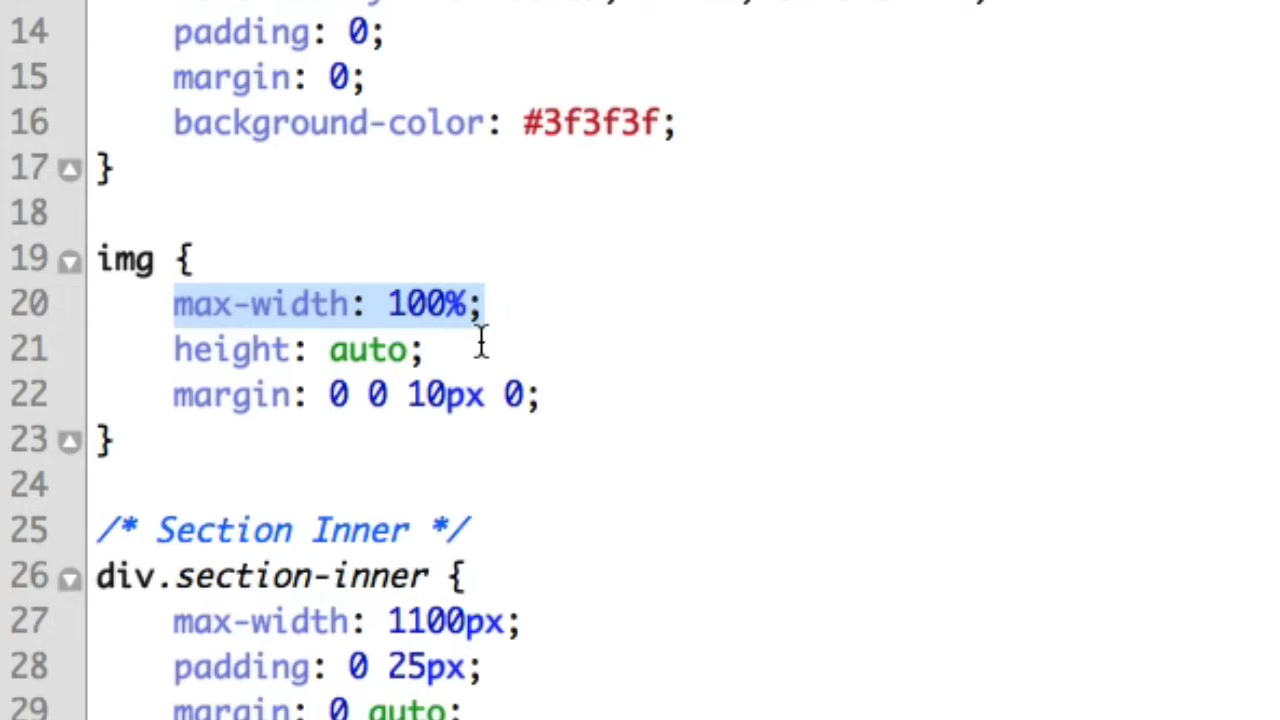 14 padding: 0;
15 margin: 0;
16 background-color: #3f3f3f;
17 }
18
19 img {
20 max-width: 100%;
21 height: auto;
22 margin: 0 0 10px 0;
23 }
24
25 /* Section Inner */
26 div.section-inner {
27 max-width: 1100px;
28 padding: 0 25px;
29 margin: 0 auto;